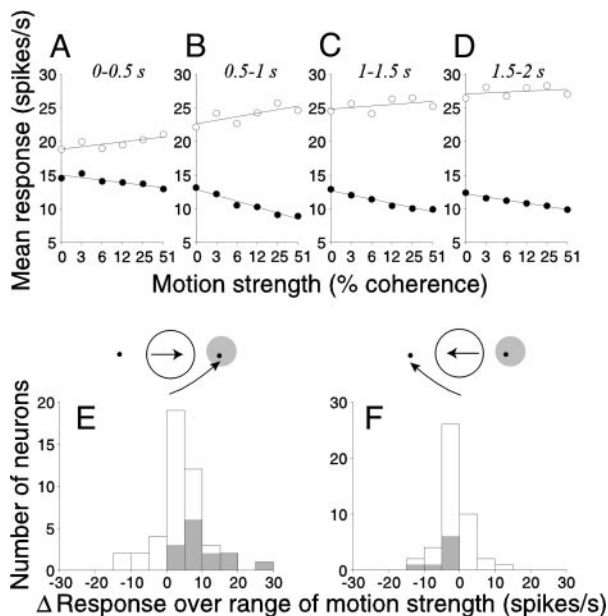 A B C D
0-0.5 s 0.5-1 s 1-1.5 s 1.5-2 s
Mean response (spikes/s)
30 30 30 30
25 25 25 25
20 20 20 20
15 15 15 15
10 10 10 10
5 5 5 5
0 3 6 12 25 51 0 3 6 12 25 51 0 3 6 12 25 51 0 3 6 12 25 51
Motion strength (% coherence)
E F
Number of neurons
20 30
15
20
10
10
5
0 0
-30 -20 -10 0 10 20 30 -30 -20 -10 0 10 20 30
Δ Response over range of motion strength (spikes/s)